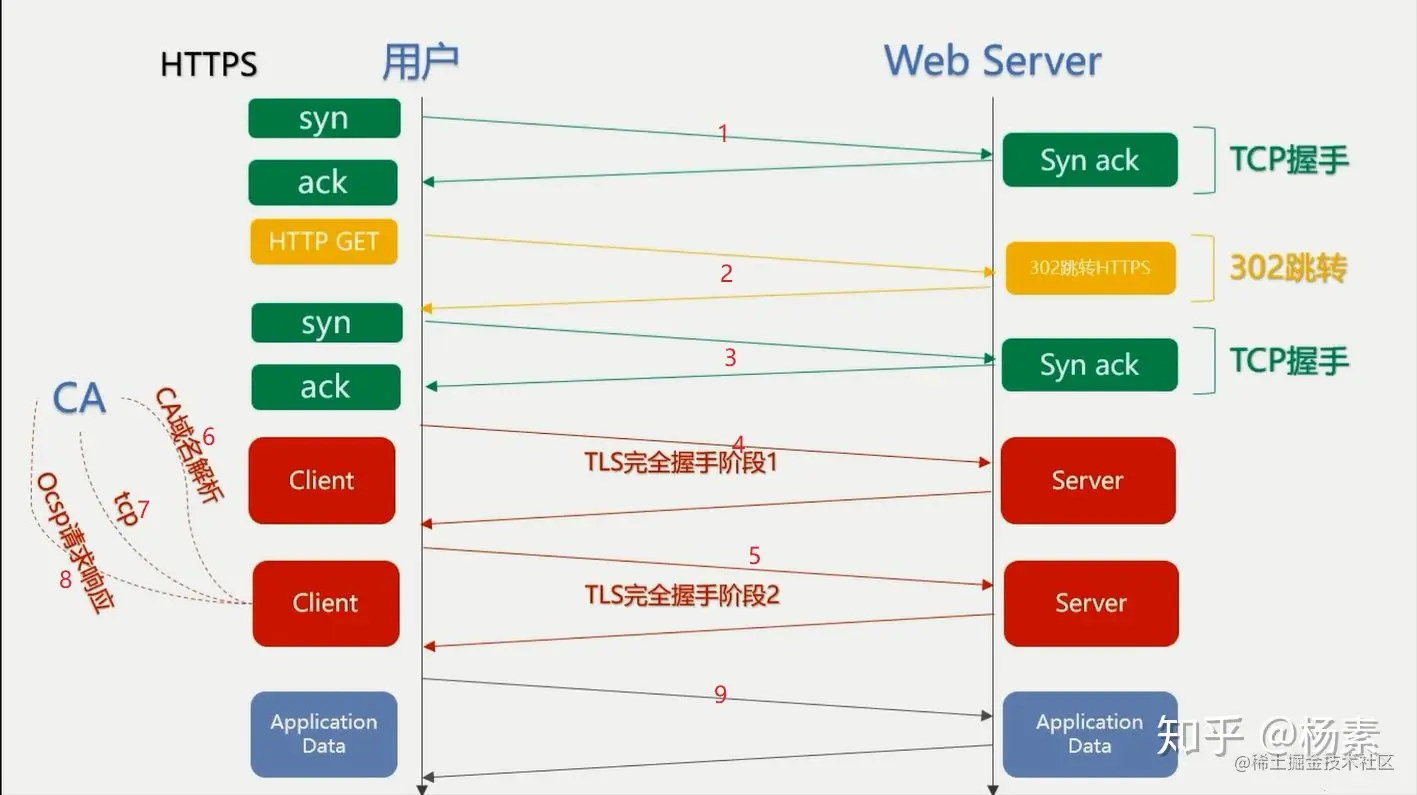 HTTPS
用户
Web Server
syn
1
Syn ack
TCP握手
ack
HTTP GET
2
302跳转HTTPS
302跳转
syn
3
Syn ack
TCP握手
ack
CA
CA域名解析
6
4
TLS完全握手阶段1
Client
Server
Ocsp请求响应
8
tcp
7
5
TLS完全握手阶段2
Client
Server
9
Application
Data
Application
Data
知乎 @杨素
@稀土掘金技术社区